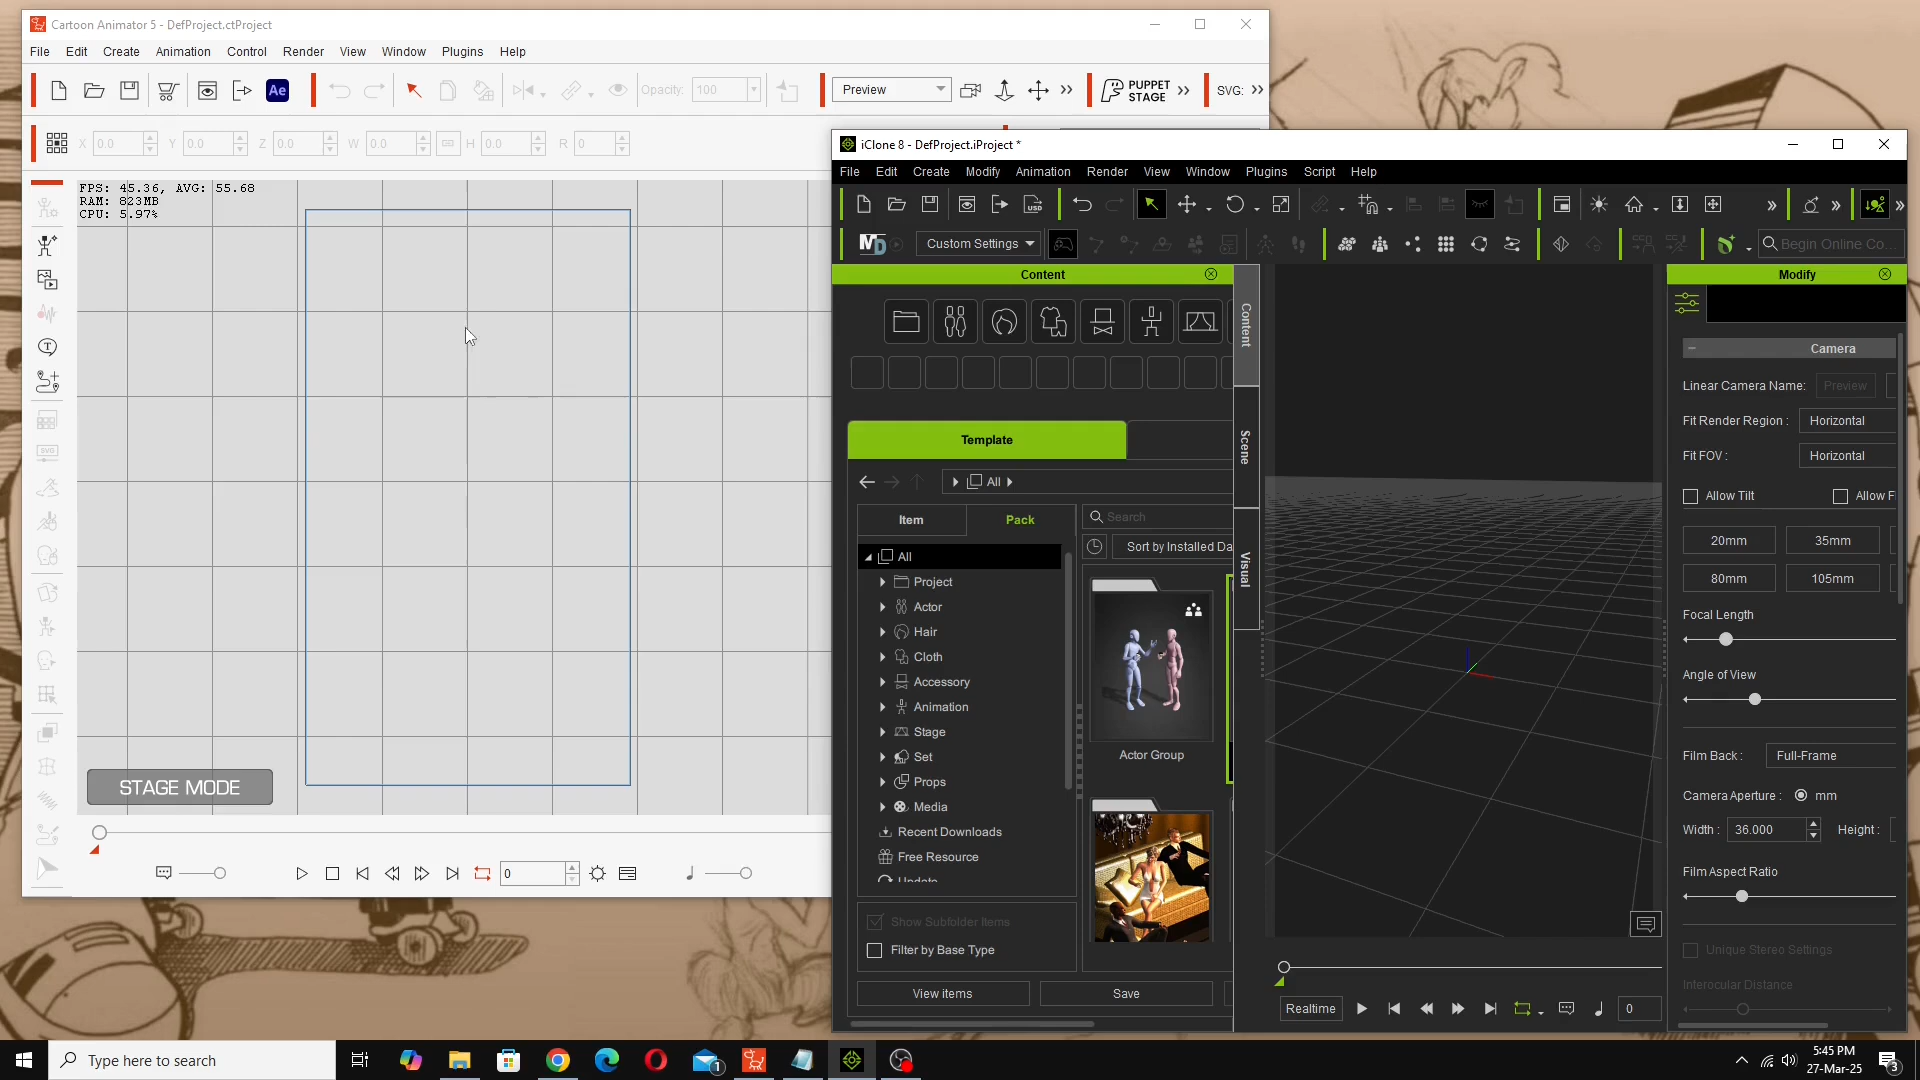 Cartoon Animator 5 - DefProject.ctProject
File Edit Create Animation Control Render View Window Plugins Help
Ae Opacity: 100 Preview PUPPET STAGE SVG:
X 0.0 Y 0.0 Z 0.0 W 0.0 H 0.0 R 0
FPS: 45.36, AVG: 55.68
RAM: 823MB
CPU: 5.97%
STAGE MODE
0
iClone 8 - DefProject.iProject *
File Edit Create Modify Animation Render View Window Plugins Script Help
USD
MD Custom Settings Begin Online Co...
Content
Content
Scene
Visual
Template
All
Item Pack
Search
Sort by Installed Da
All
Project
Actor
Hair
Cloth
Accessory
Animation
Stage
Set
Props
Media
Recent Downloads
Free Resource
Update
Actor Group
Show Subfolder Items
Filter by Base Type
View items Save
Realtime 0
Modify
Camera
Linear Camera Name: Preview
Fit Render Region : Horizontal
Fit FOV : Horizontal
Allow Tilt Allow F
20mm 35mm
80mm 105mm
Focal Length
Angle of View
Film Back : Full-Frame
Camera Aperture : mm
Width : 36.000 Height :
Film Aspect Ratio
Unique Stereo Settings
Interocular Distance
Type here to search
1
5:45 PM
27-Mar-25
3